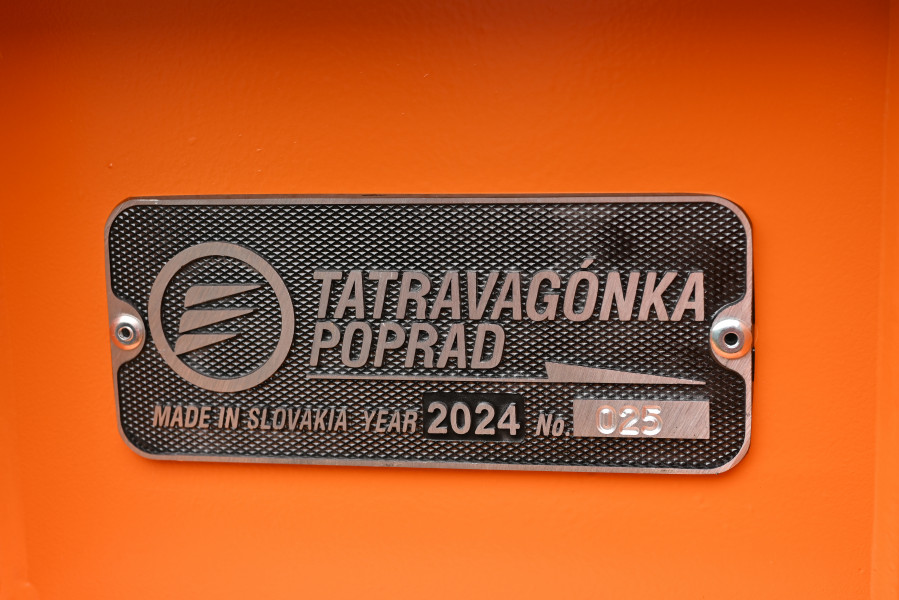 TATRAVAGÓNKA
POPRAD
MADE IN SLOVAKIA YEAR 2024 No. 025